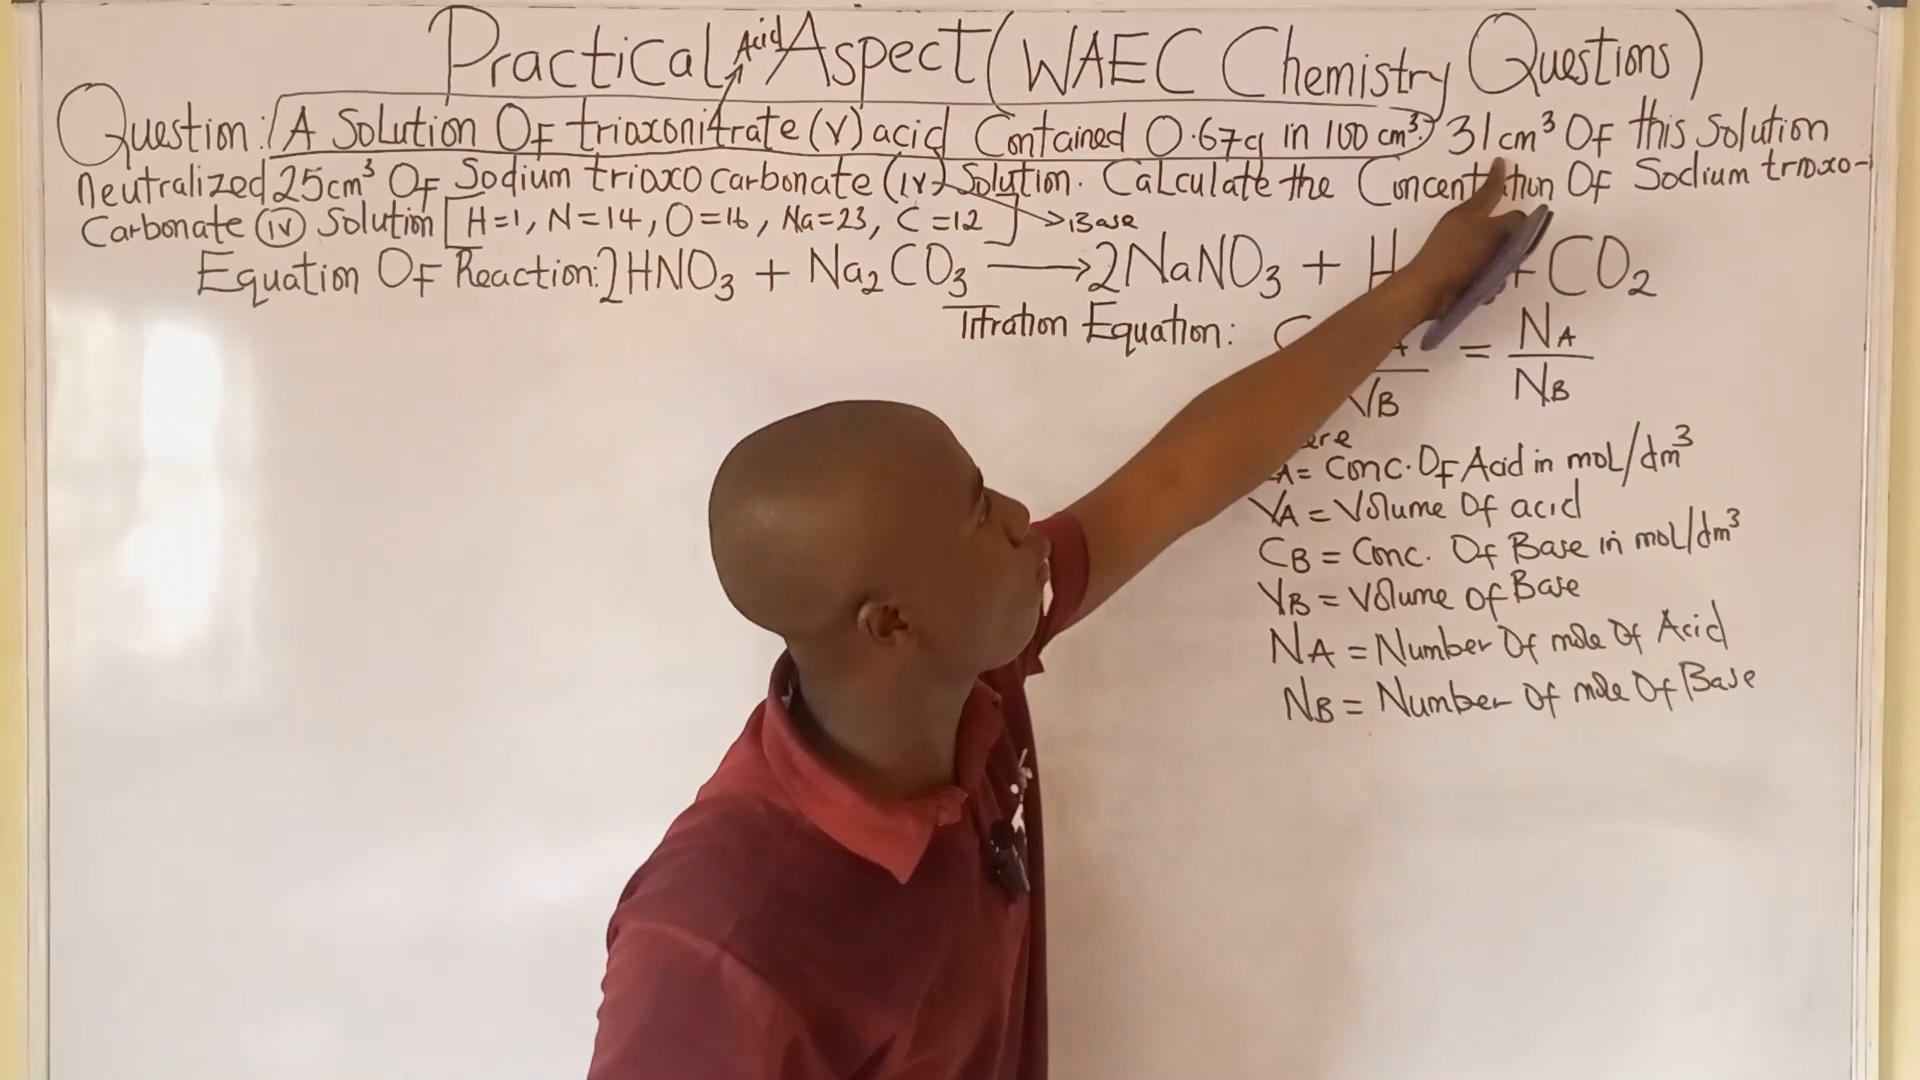 Practical Acid Aspect (WAEC Chemistry Questions)
Question: A Solution Of trioxonitrate (V) acid Contained 0.67g in 100 cm³. 31cm³ Of this Solution
Neutralized 25cm³ Of Sodium trioxocarbonate (IV) Solution. Calculate the Concentration Of Sodium trioxo-
Carbonate (IV) Solution [H=1, N=14, O=16, Na=23, C=12] → Base
Equation Of Reaction: 2HNO₃ + Na₂CO₃ → 2NaNO₃ + H + CO₂
Titration Equation: C = NA
VB NB
ere
A = Conc. Of Acid in mol/dm³
VA = Volume Of acid
CB = Conc. Of Base in mol/dm³
VB = Volume of Base
NA = Number Of mole Of Acid
NB = Number Of mole Of Base